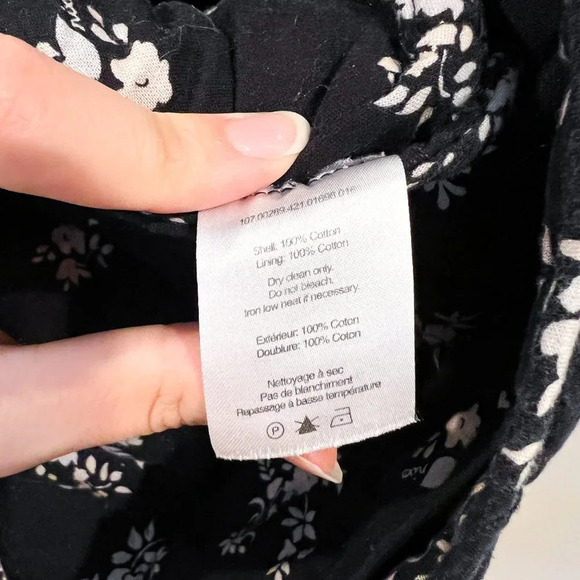 107.00289.421.01698.016
Shell: 100% Cotton
Lining: 100% Cotton
Dry clean only.
Do not bleach.
Iron low heat if necessary.
Extérieur: 100% Coton
Doublure: 100% Coton
Nettoyage à sec
Pas de blanchiment
Repassage à basse température
P